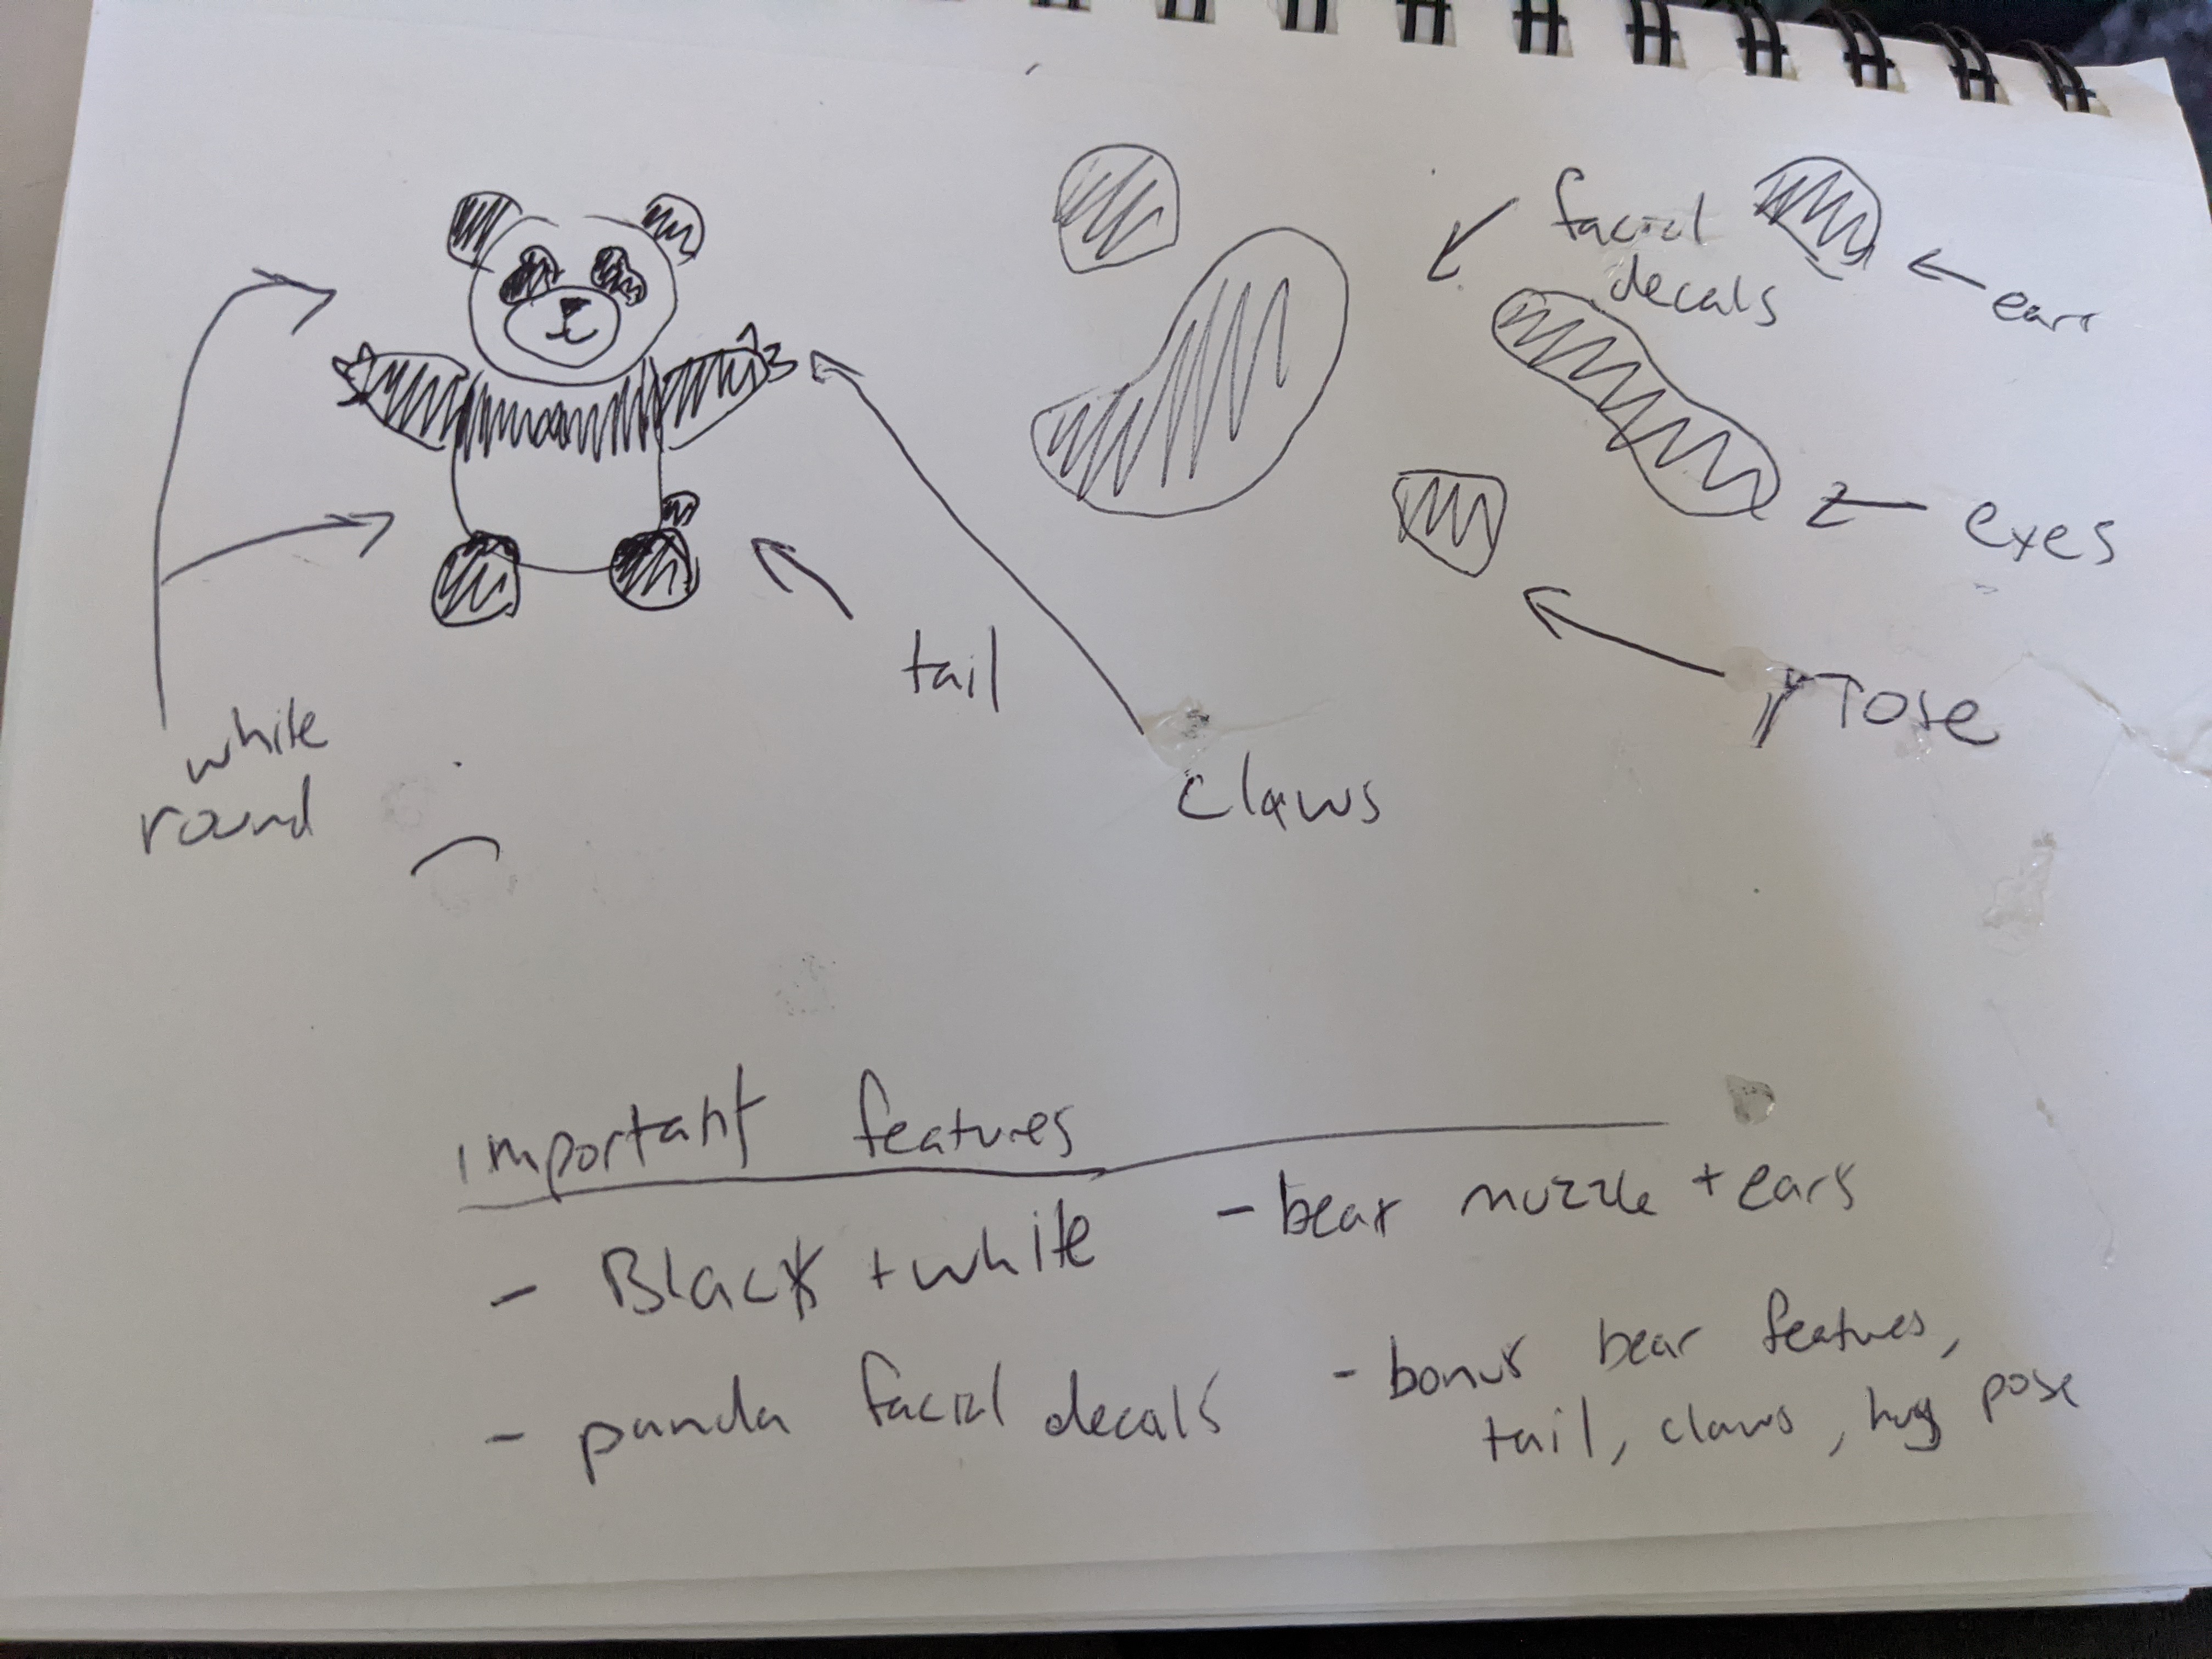 facial
decals
ears
eyes
nose
tail
claws
white
round
important features
- Black + white
- panda facial decals
- bear muzzle + ears
- bonus bear features,
tail, claws, hug pose